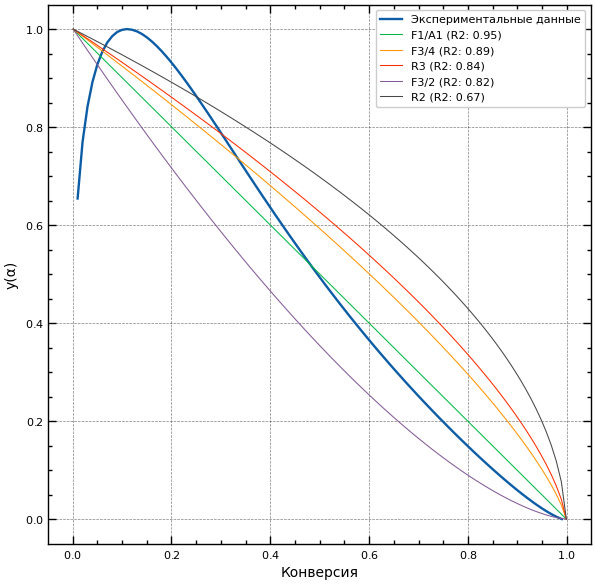 Экспериментальные данные
F1/A1 (R2: 0.95)
F3/4 (R2: 0.89)
R3 (R2: 0.84)
F3/2 (R2: 0.82)
R2 (R2: 0.67)
y(α)
1.0
0.8
0.6
0.4
0.2
0.0
0.0 0.2 0.4 0.6 0.8 1.0
Конверсия